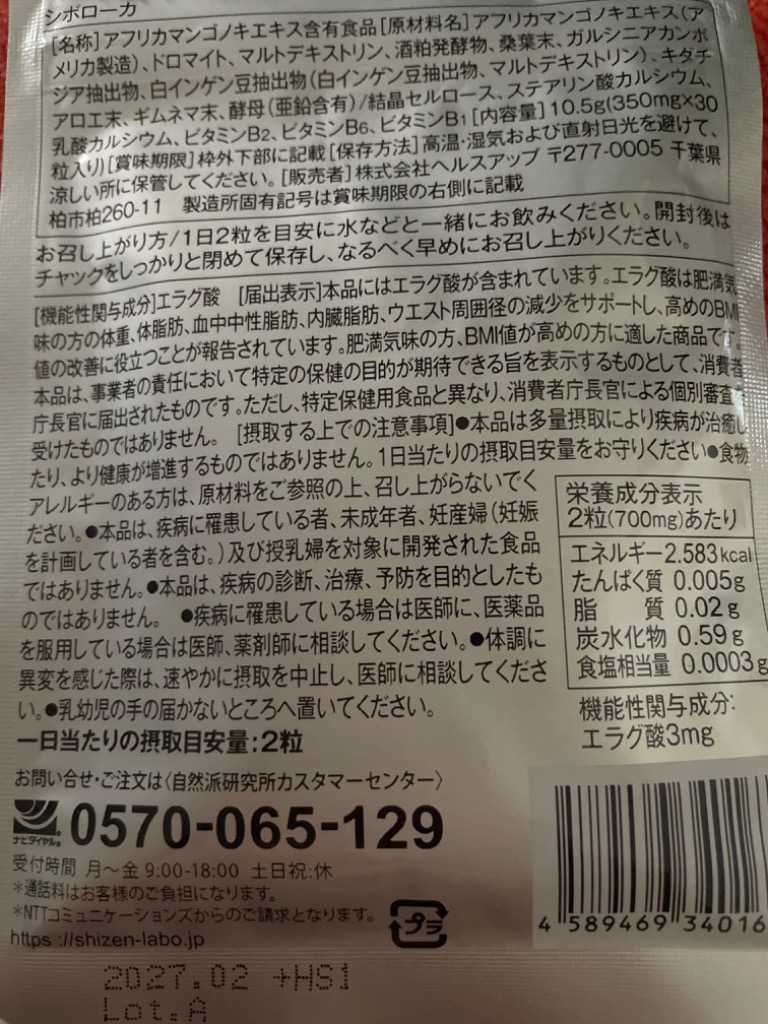 シボローカ
[名称]アフリカマンゴノキエキス含有食品[原材料名]アフリカマンゴノキエキス(ア
メリカ製造)、ドロマイト、マルトデキストリン、酒粕発酵物、桑葉末、ガルシニアカンボ
ジア抽出物、白インゲン豆抽出物(白インゲン豆抽出物、マルトデキストリン)、キダチ
アロエ末、ギムネマ末、酵母(亜鉛含有)/結晶セルロース、ステアリン酸カルシウム、
乳酸カルシウム、ビタミンB2、ビタミンB6、ビタミンB1[内容量]10.5g(350mg×30
粒入り)[賞味期限]枠外下部に記載[保存方法]高温・湿気および直射日光を避けて、
涼しい所に保管してください。[販売者]株式会社ヘルスアップ 〒277-0005 千葉県
柏市柏260-11 製造所固有記号は賞味期限の右側に記載
お召し上がり方/1日2粒を目安に水などと一緒にお飲みください。開封後は
チャックをしっかりと閉めて保存し、なるべく早めにお召し上がりください。
[機能性関与成分]エラグ酸 [届出表示]本品にはエラグ酸が含まれています。エラグ酸は肥満気
味の方の体重、体脂肪、血中中性脂肪、内臓脂肪、ウエスト周囲径の減少をサポートし、高めのBMI
値の改善に役立つことが報告されています。肥満気味の方、BMI値が高めの方に適した商品です。
本品は、事業者の責任において特定の保健の目的が期待できる旨を表示するものとして、消費者
庁長官に届出されたものです。ただし、特定保健用食品と異なり、消費者庁長官による個別審査を
受けたものではありません。 [摂取する上での注意事項]●本品は多量摂取により疾病が治癒し
たり、より健康が増進するものではありません。1日当たりの摂取目安量をお守りください●食物
アレルギーのある方は、原材料をご参照の上、召し上がらないでく
ださい。●本品は、疾病に罹患している者、未成年者、妊産婦(妊娠
を計画している者を含む。)及び授乳婦を対象に開発された食品
ではありません。●本品は、疾病の診断、治療、予防を目的としたも
のではありません。 ●疾病に罹患している場合は医師に、医薬品
を服用している場合は医師、薬剤師に相談してください。●体調に
異変を感じた際は、速やかに摂取を中止し、医師に相談してくださ
い。●乳幼児の手の届かないところへ置いてください。
一日当たりの摂取目安量:2粒
栄養成分表示
2粒(700mg)あたり
エネルギー2.583kcal
たんぱく質 0.005g
脂 質 0.02g
炭水化物 0.59g
食塩相当量 0.0003g
機能性関与成分:
エラグ酸3mg
お問い合せ・ご注文は〈自然派研究所カスタマーセンター〉
ナビダイヤル® 0570-065-129
受付時間 月〜金 9:00-18:00 土日祝:休
*通話料はお客様のご負担になります。
*NTTコミュニケーションズからのご請求となります。
https://shizen-labo.jp
プラ
4 589469 34016
2027.02 +HS1
Lot.A